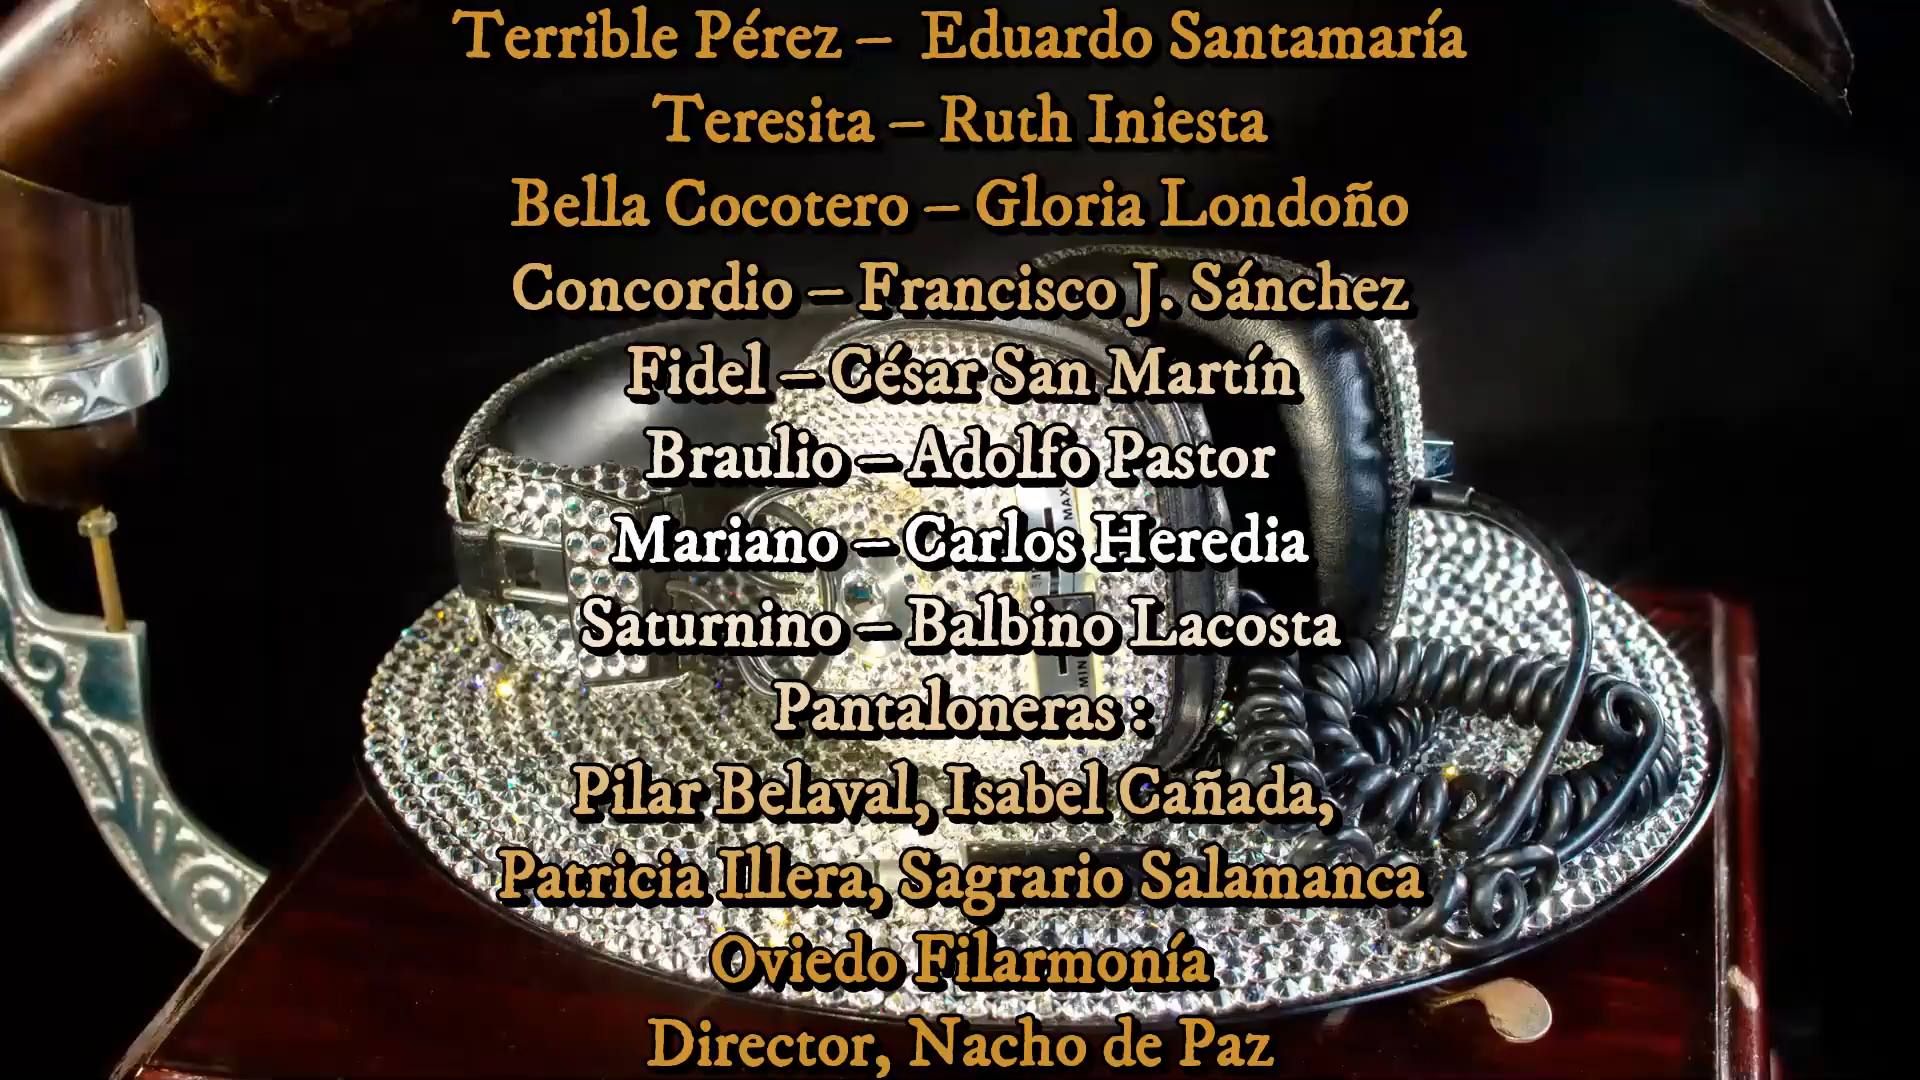 Terrible Pérez – Eduardo Santamaría
Teresita – Ruth Iniesta
Bella Cocotero – Gloria Londoño
Concordio – Francisco J. Sánchez
Fidel – César San Martín
Braulio – Adolfo Pastor
Mariano – Carlos Heredia
Saturnino – Balbino Lacosta
Pantaloneras :
Pilar Belaval, Isabel Cañada,
Patricia Illera, Sagrario Salamanca
Oviedo Filarmonía
Director, Nacho de Paz
MAX
MIN